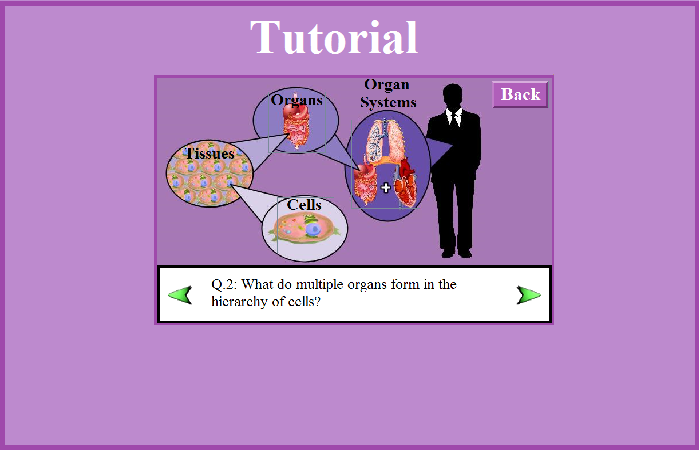 Tutorial
Organs
Organ
Systems
Back
Tissues
Cells
+
Q.2: What do multiple organs form in the
hierarchy of cells?